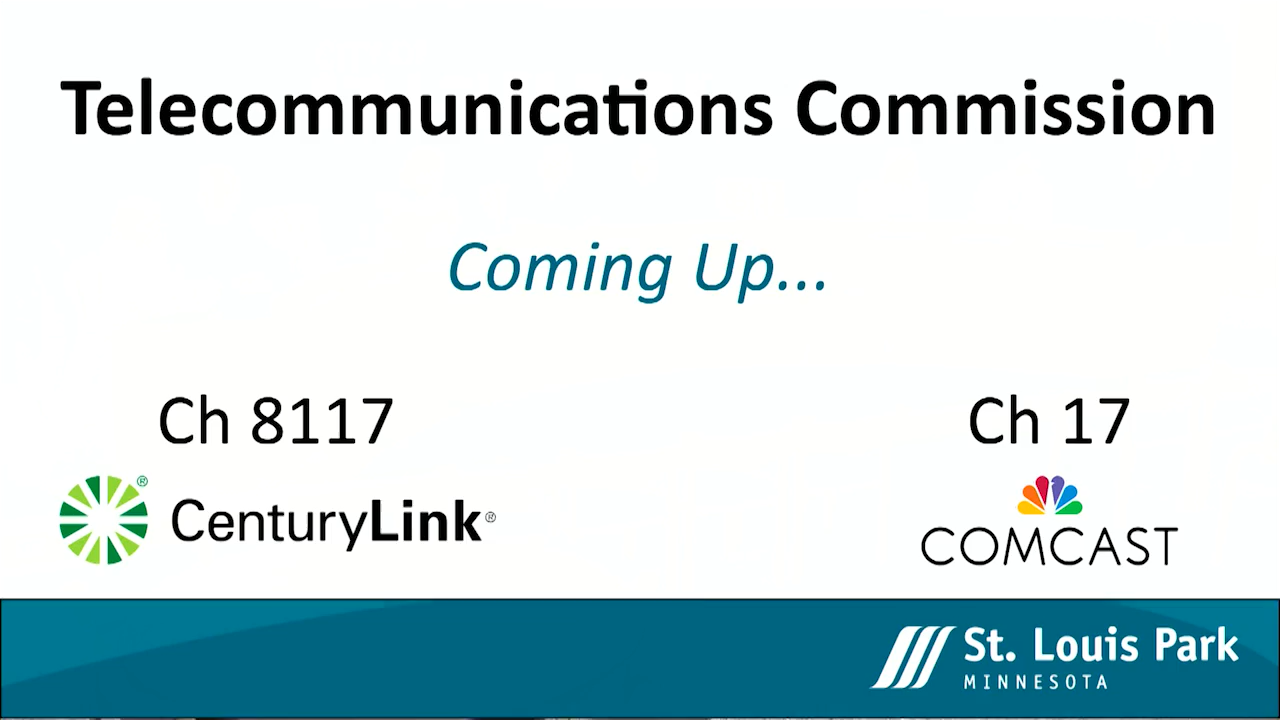 Telecommunications Commission
Coming Up...
Ch 8117
Ch 17
CenturyLink®
COMCAST
St. Louis Park
MINNESOTA